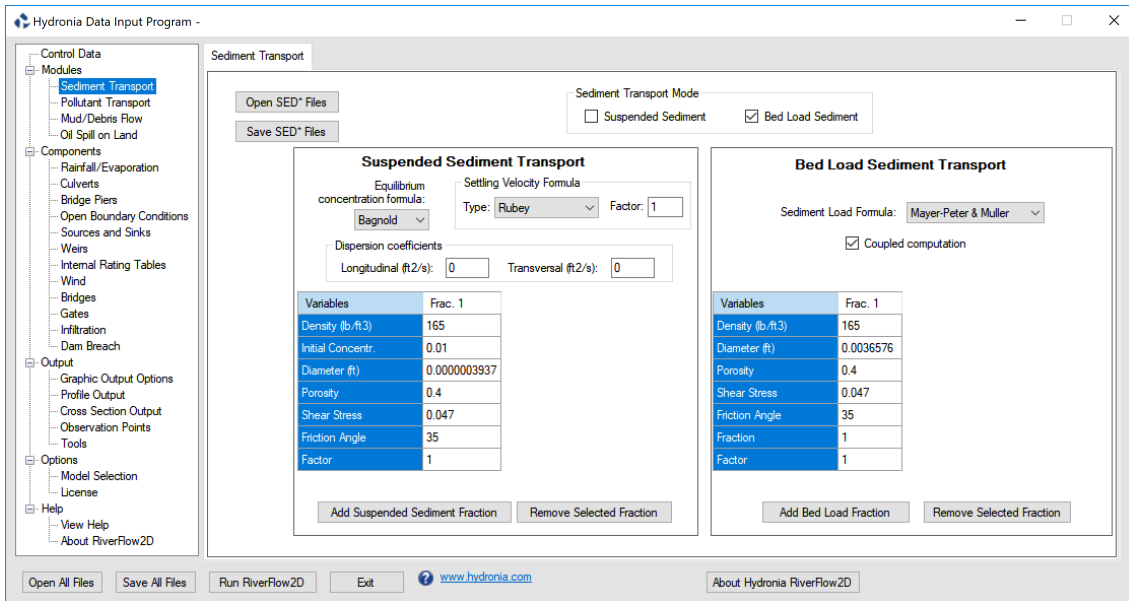 Hydronia Data Input Program -
Control Data
Modules
Sediment Transport
Pollutant Transport
Mud/Debris Flow
Oil Spill on Land
Components
Rainfall/Evaporation
Culverts
Bridge Piers
Open Boundary Conditions
Sources and Sinks
Weirs
Internal Rating Tables
Wind
Bridges
Gates
Infiltration
Dam Breach
Output
Graphic Output Options
Profile Output
Cross Section Output
Observation Points
Tools
Options
Model Selection
License
Help
View Help
About RiverFlow2D
Sediment Transport
Open SED* Files
Save SED* Files
Sediment Transport Mode
Suspended Sediment Bed Load Sediment
Suspended Sediment Transport
Equilibrium
concentration formula:
Bagnold
Settling Velocity Formula
Type: Rubey Factor: 1
Dispersion coefficients
Longitudinal (ft2/s): 0 Transversal (ft2/s): 0
Variables Frac. 1
Density (lb/ft3) 165
Initial Concentr. 0.01
Diameter (ft) 0.0000003937
Porosity 0.4
Shear Stress 0.047
Friction Angle 35
Factor 1
Add Suspended Sediment Fraction Remove Selected Fraction
Bed Load Sediment Transport
Sediment Load Formula: Mayer-Peter & Muller
Coupled computation
Variables Frac. 1
Density (lb/ft3) 165
Diameter (ft) 0.0036576
Porosity 0.4
Shear Stress 0.047
Friction Angle 35
Fraction 1
Factor 1
Add Bed Load Fraction Remove Selected Fraction
Open All Files Save All Files Run RiverFlow2D Exit ? www.hydronia.com About Hydronia RiverFlow2D